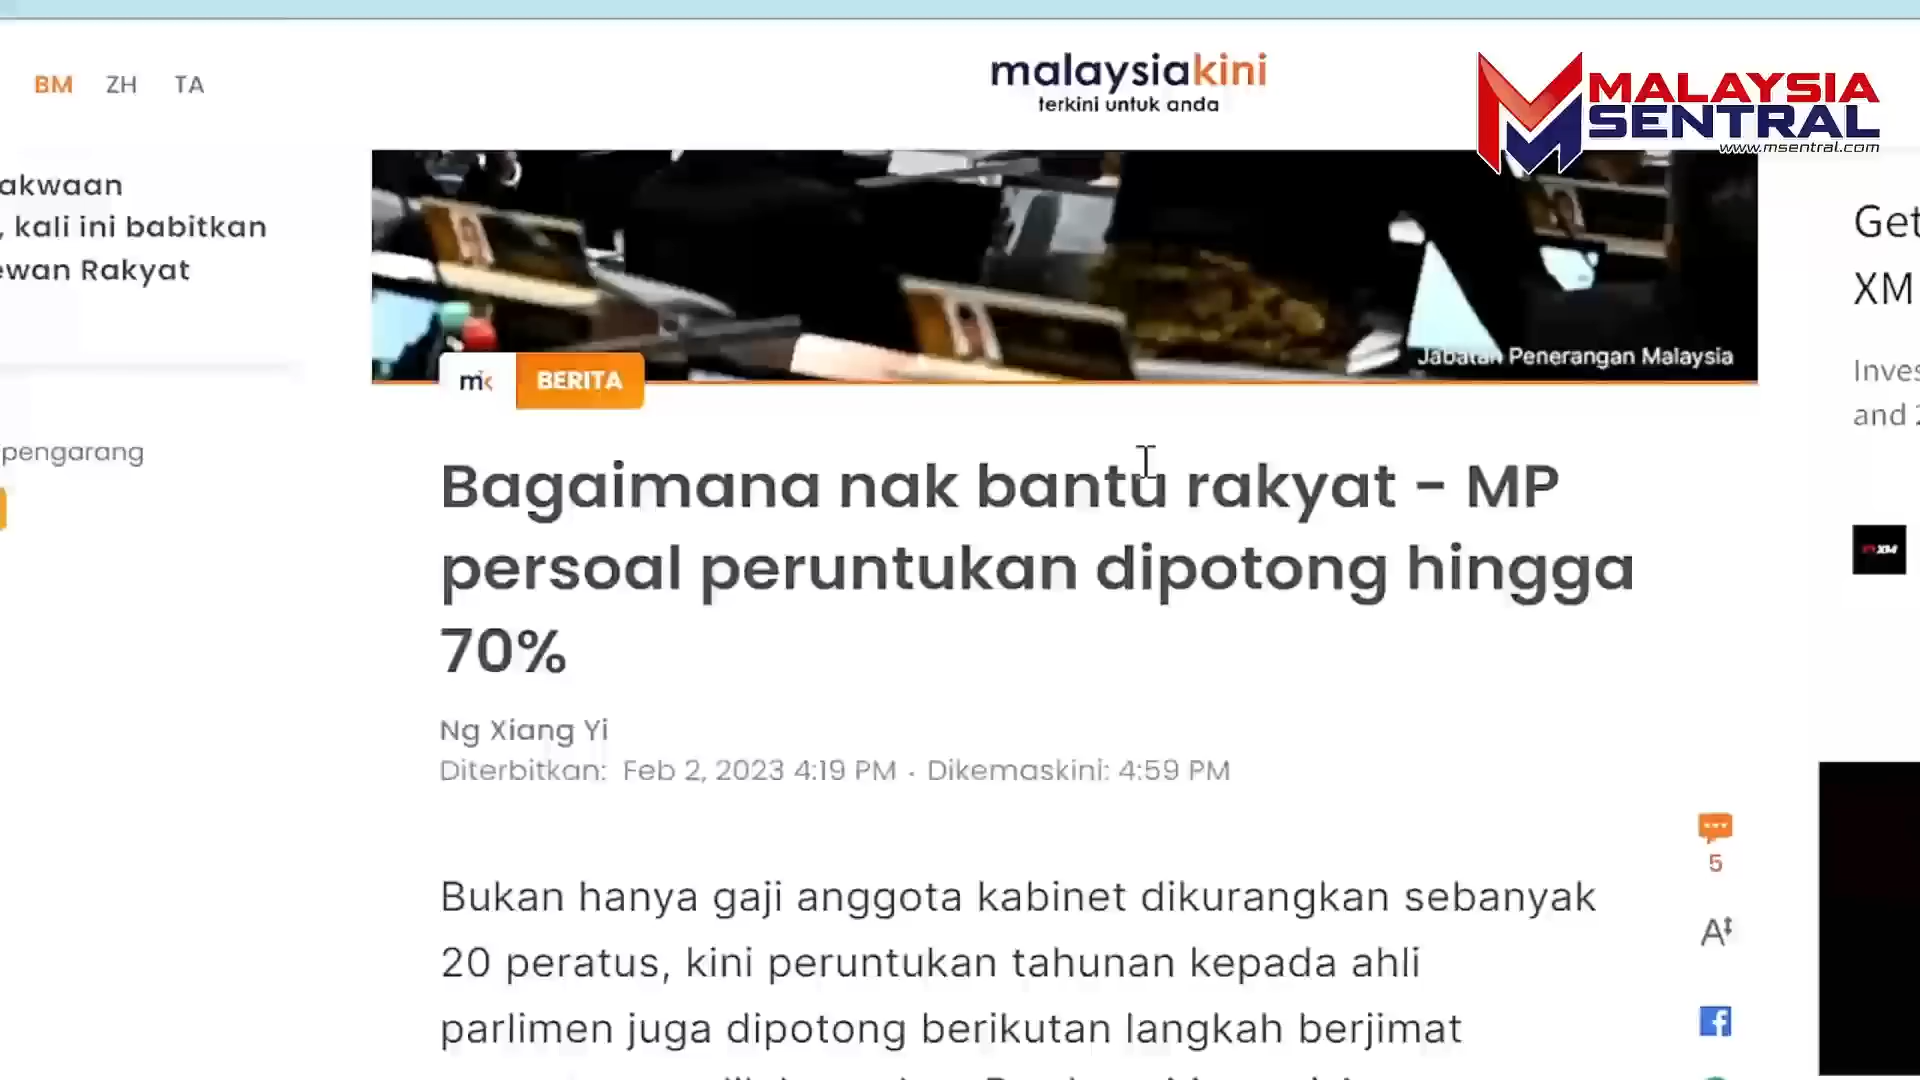 BM ZH TA
malaysiakini
terkini untuk anda
MALAYSIA
SENTRAL
www.msentral.com
akwaan
, kali ini babitkan
ewan Rakyat
pengarang
Jabatan Penerangan Malaysia
mk BERITA
Bagaimana nak bantu rakyat - MP
persoal peruntukan dipotong hingga
70%
Ng Xiang Yi
Diterbitkan: Feb 2, 2023 4:19 PM · Dikemaskini: 4:59 PM
Bukan hanya gaji anggota kabinet dikurangkan sebanyak
20 peratus, kini peruntukan tahunan kepada ahli
parlimen juga dipotong berikutan langkah berjimat
5
A
Get
XM
Inves
and 2
XM